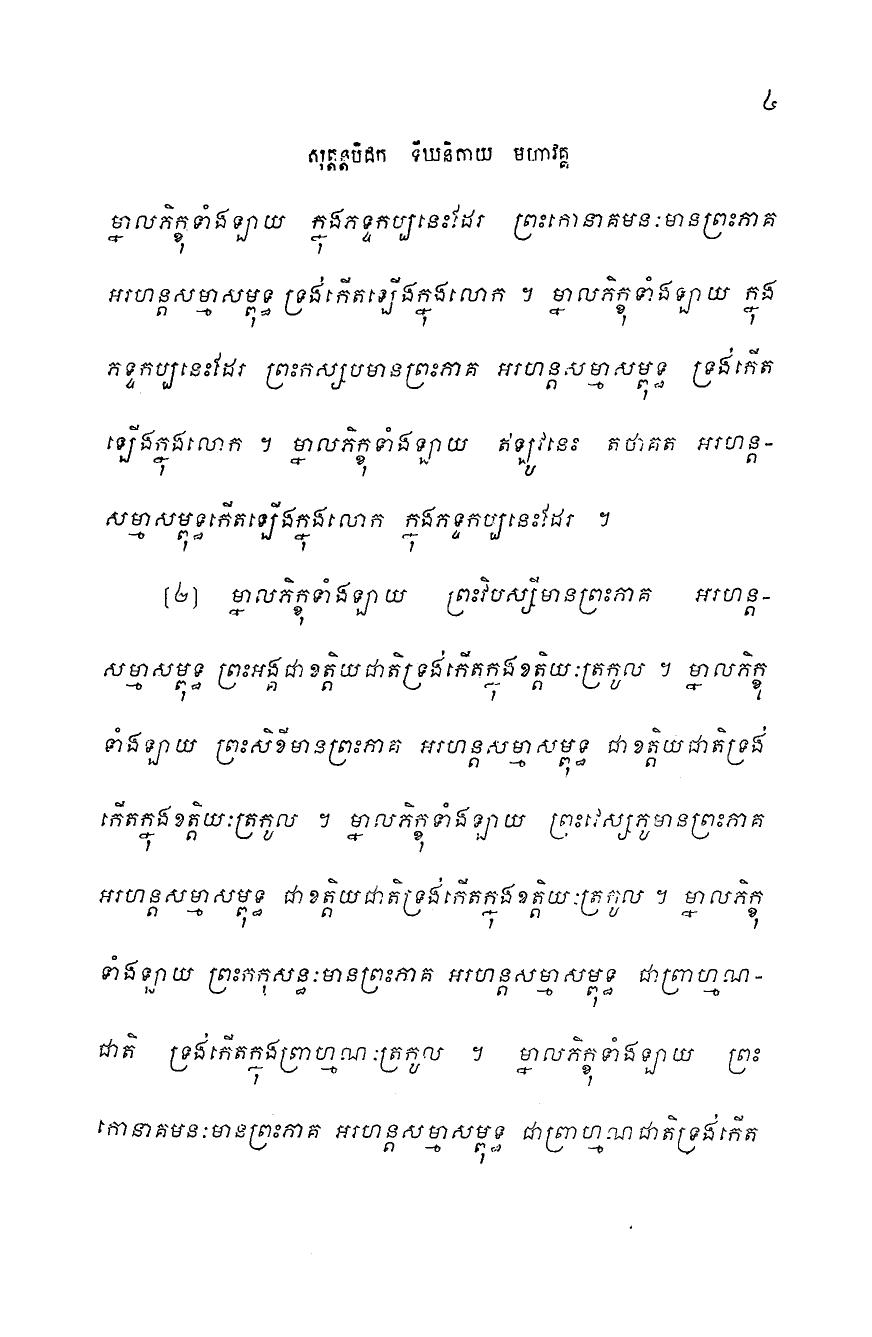 ៤
សុត្តន្តបិដក ទីឃនិកាយ មហាវគ្គ
ម្នាលភិក្ខុទាំងឡាយ ក្នុងភទ្ទកប្បនេះដែរ ព្រះកោនាគមនៈមានព្រះភាគ
អរហន្តសម្មាសម្ពុទ្ធ ទ្រង់កើតឡើងក្នុងលោក ។ ម្នាលភិក្ខុទាំងឡាយ ក្នុង
ភទ្ទកប្បនេះដែរ ព្រះកស្សបមានព្រះភាគ អរហន្តសម្មាសម្ពុទ្ធ ទ្រង់កើត
ឡើងក្នុងលោក ។ ម្នាលភិក្ខុទាំងឡាយ ឥឡូវនេះ តថាគត អរហន្ត-
សម្មាសម្ពុទ្ធកើតឡើងក្នុងលោក ក្នុងភទ្ទកប្បនេះដែរ ។
[៤] ម្នាលភិក្ខុទាំងឡាយ ព្រះវិបស្សីមានព្រះភាគ អរហន្ត-
សម្មាសម្ពុទ្ធ ព្រះអង្គជាខត្តិយជាតិទ្រង់កើតក្នុងខត្តិយៈត្រកូល ។ ម្នាលភិក្ខុ
ទាំងឡាយ ព្រះសិខីមានព្រះភាគ អរហន្តសម្មាសម្ពុទ្ធ ជាខត្តិយជាតិទ្រង់
កើតក្នុងខត្តិយៈត្រកូល ។ ម្នាលភិក្ខុទាំងឡាយ ព្រះវេស្សភូមានព្រះភាគ
អរហន្តសម្មាសម្ពុទ្ធ ជាខត្តិយជាតិទ្រង់កើតក្នុងខត្តិយៈត្រកូល ។ ម្នាលភិក្ខុ
ទាំងឡាយ ព្រះកកុសន្ធៈមានព្រះភាគ អរហន្តសម្មាសម្ពុទ្ធ ជាព្រាហ្មណ-
ជាតិ ទ្រង់កើតក្នុងព្រាហ្មណៈត្រកូល ។ ម្នាលភិក្ខុទាំងឡាយ ព្រះ
កោនាគមនៈមានព្រះភាគ អរហន្តសម្មាសម្ពុទ្ធ ជាព្រាហ្មណជាតិទ្រង់កើត